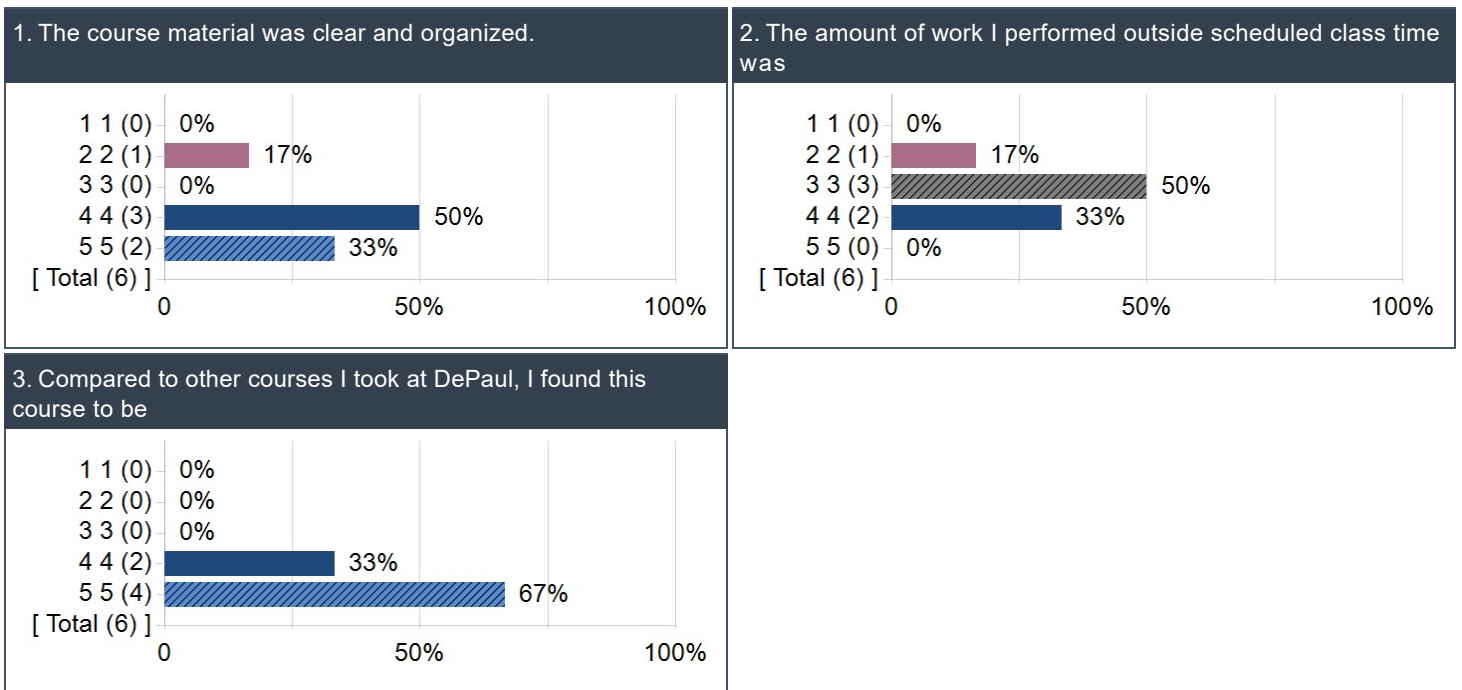 1. The course material was clear and organized.
1 1 (0) 0%
2 2 (1) 17%
3 3 (0) 0%
4 4 (3) 50%
5 5 (2) 33%
[ Total (6) ]
0 50% 100%
2. The amount of work I performed outside scheduled class time
was
1 1 (0) 0%
2 2 (1) 17%
3 3 (3) 50%
4 4 (2) 33%
5 5 (0) 0%
[ Total (6) ]
0 50% 100%
3. Compared to other courses I took at DePaul, I found this
course to be
1 1 (0) 0%
2 2 (0) 0%
3 3 (0) 0%
4 4 (2) 33%
5 5 (4) 67%
[ Total (6) ]
0 50% 100%